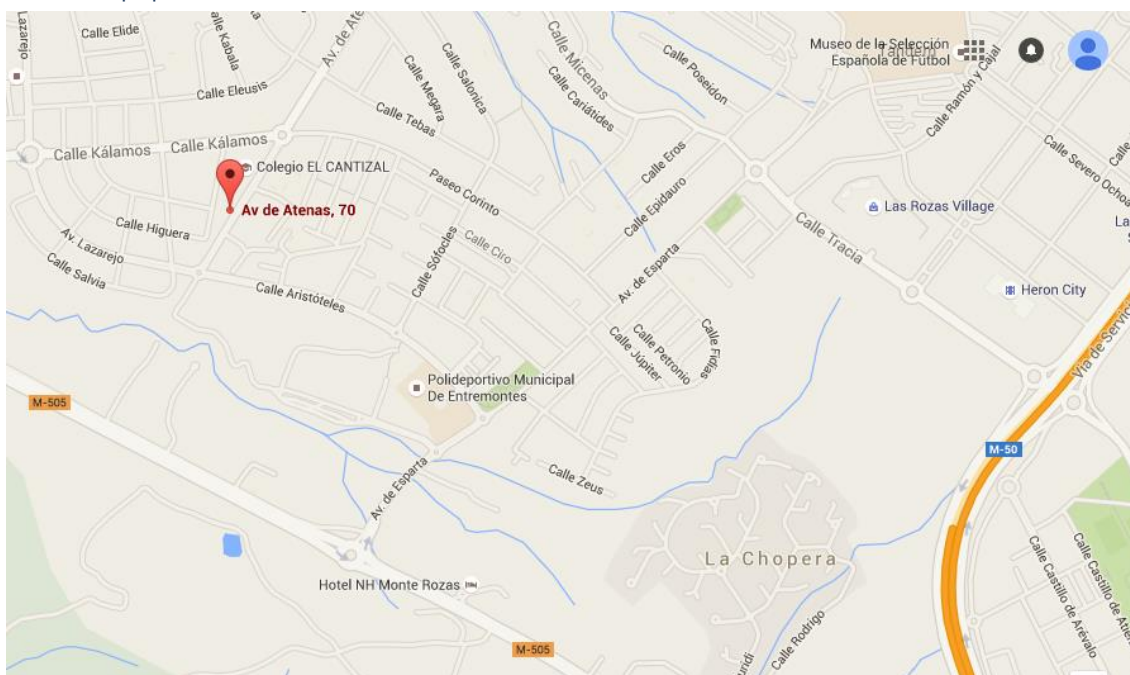 Calle Elide
Lazarejo
Calle Kabala
Av. de Ate
Calle Megara
Calle Salonica
Calle Micenas
Calle Cariátides
Calle Poseidon
Museo de la Selección
Española de Fútbol
Calle Ramón y Cajal
Calle Eleusis
Calle Tebas
Calle Kálamos
Calle Kálamos
Colegio EL CANTIZAL
Calle Eros
Calle Severo Ochoa
Calle
Paseo Corinto
Av de Atenas, 70
Calle Epidauro
Las Rozas Village
La
Calle Higuera
Av. Lazarejo
Calle Sófocles
Calle Ciro
Calle Tracia
Calle Salvia
Calle Aristóteles
Av. de Esparta
Heron City
Calle Júpiter
Calle Petronio
Calle Fidias
Vía de Servicio
Polideportivo Municipal
De Entremontes
M-505
M-50
Av. de Esparta
Calle Zeus
La Chopera
Hotel NH Monte Rozas
Calle Castillo de Arévalo
Calle Castillo de Atien
Calle Rodrigo
M-505